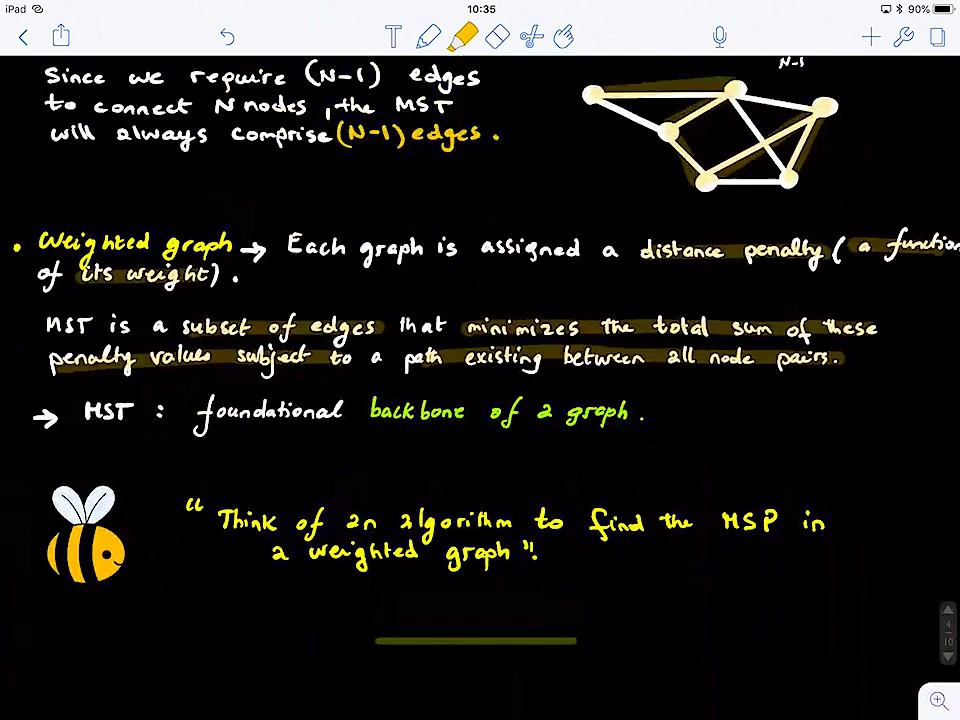 iPad
10:35
90%
N-1
Since we require (N-1) edges
to connect N nodes, the MST
will always comprise (N-1) edges.
• Weighted graph → Each graph is assigned a distance penalty (a function
of its weight).
MST is a subset of edges that minimizes the total sum of these
penalty values subject to a path existing between all node pairs.
→ MST : foundational backbone of a graph.
"Think of an algorithm to find the MSP in
a weighted graph".
4
10